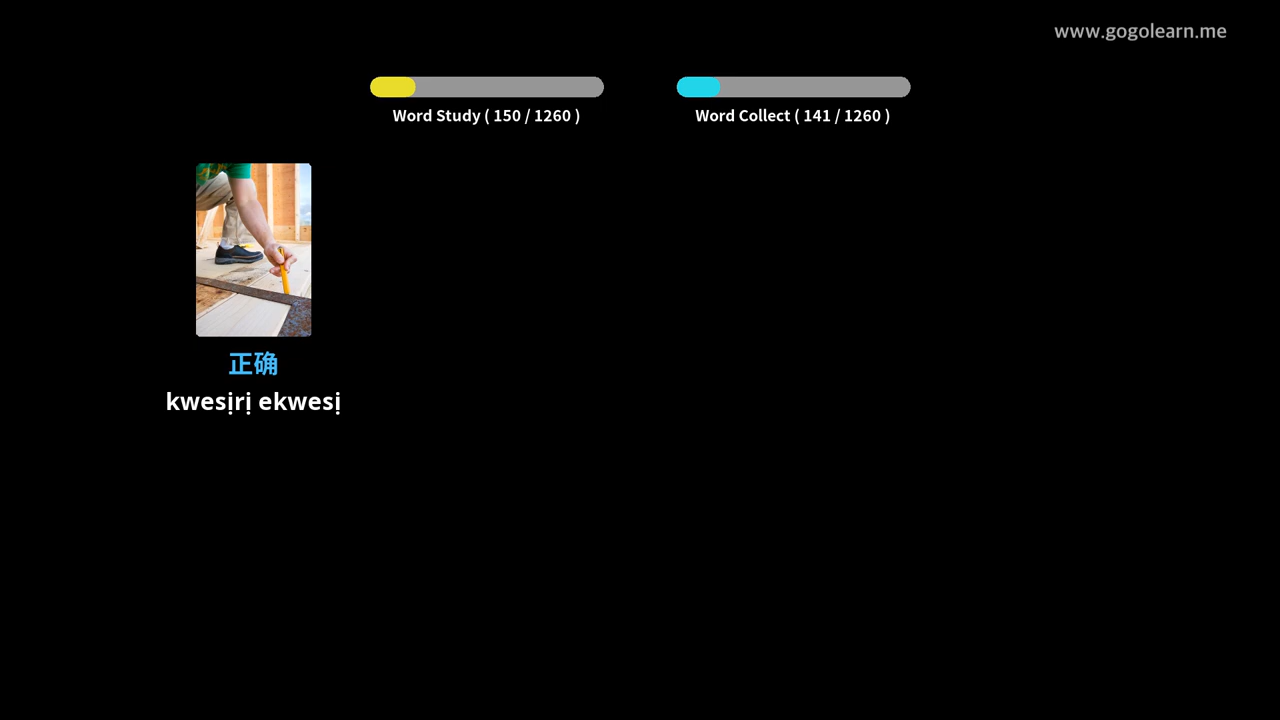 www.gogolearn.me
Word Study ( 150 / 1260 )
Word Collect ( 141 / 1260 )
正确
kwesịrị ekwesị